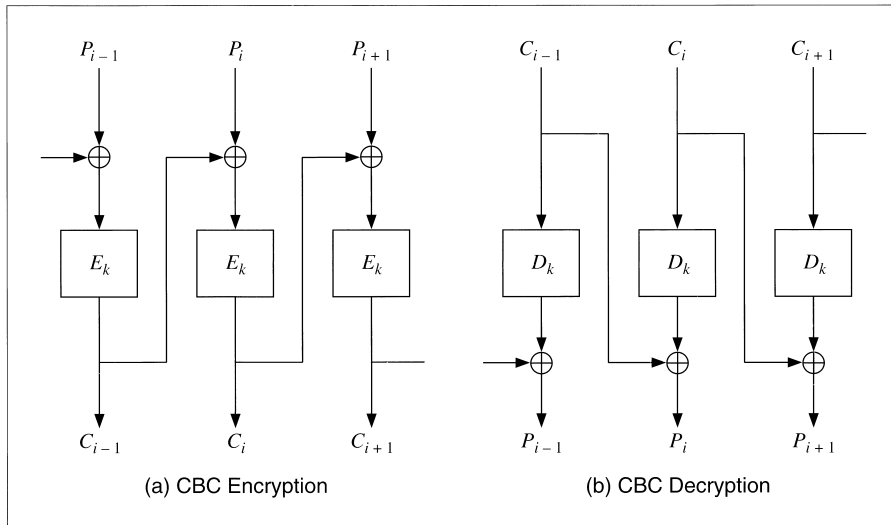 P_{i-1} P_i P_{i+1}
E_k E_k E_k
C_{i-1} C_i C_{i+1}
(a) CBC Encryption
C_{i-1} C_i C_{i+1}
D_k D_k D_k
P_{i-1} P_i P_{i+1}
(b) CBC Decryption